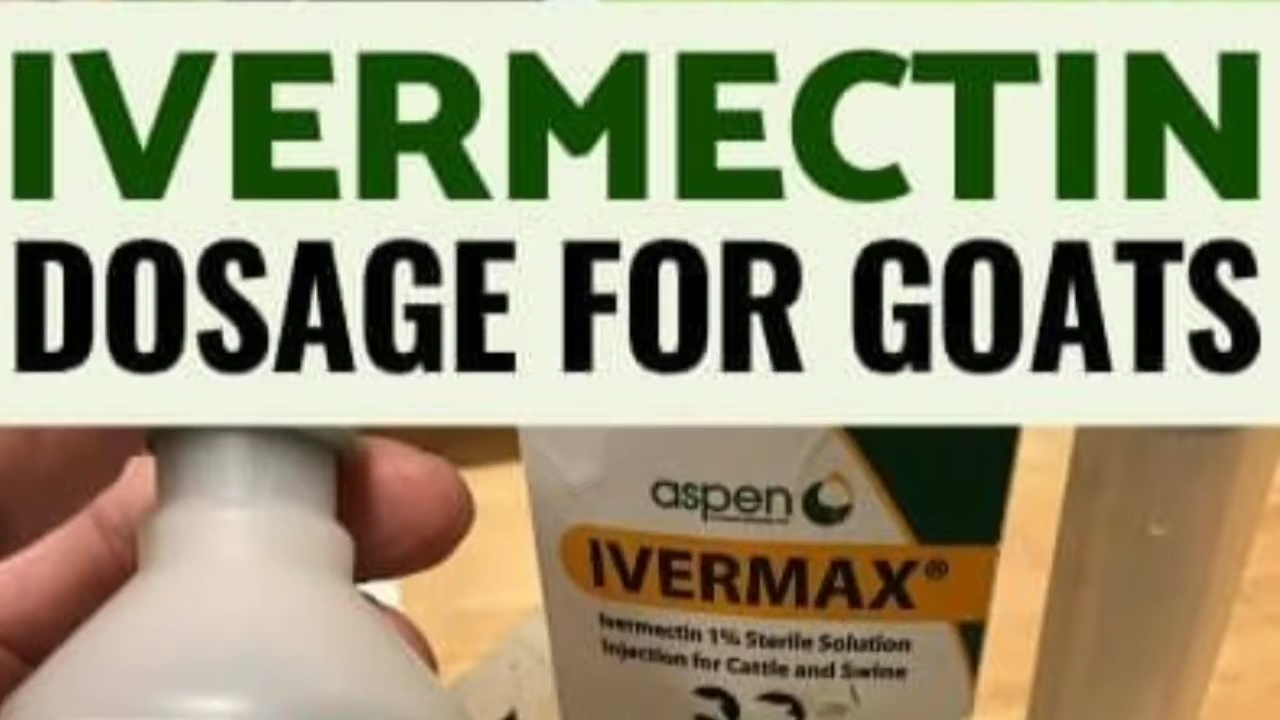 IVERMECTIN
DOSAGE FOR GOATS
aspen
IVERMAX®
Ivermectin 1% Sterile Solution
Injection for Cattle and Swine